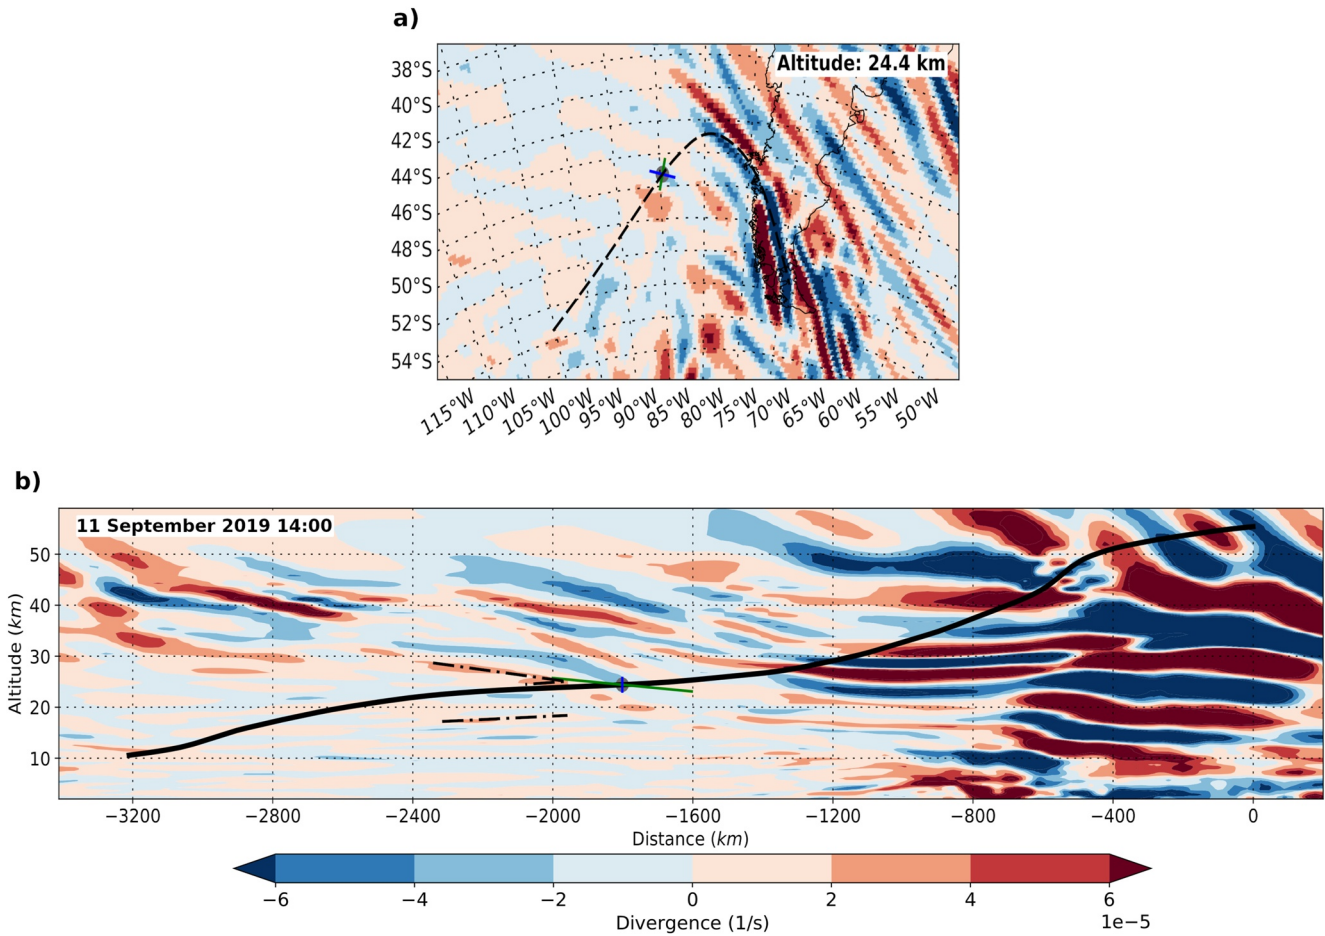 a)
Altitude: 24.4 km
38°S
40°S
42°S
44°S
46°S
48°S
50°S
52°S
54°S
115°W 110°W 105°W 100°W 95°W 90°W 85°W 80°W 75°W 70°W 65°W 60°W 55°W 50°W
b)
11 September 2019 14:00
50
40
30
20
10
Altitude (km)
−3200 −2800 −2400 −2000 −1600 −1200 −800 −400 0
Distance (km)
−6 −4 −2 0 2 4 6
1e−5
Divergence (1/s)